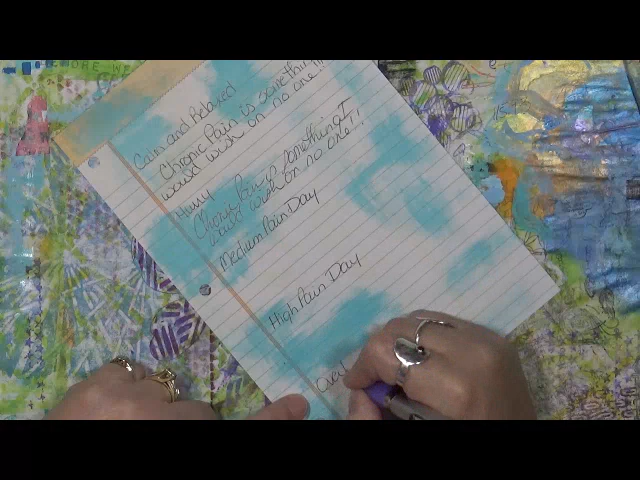 Calm and Relaxed
Chronic Pain is something I
would wish on no one!!!
Hurry
Chronic Pain is something I
would wish on no one!!
Medium Pain Day
High Pain Day